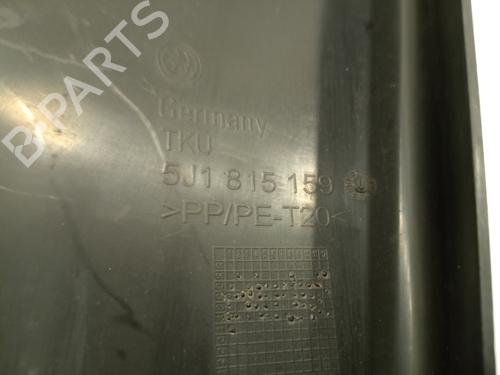 B-PARTS
Germany
TKU
5J1 815 159
>PP/PE-T20<